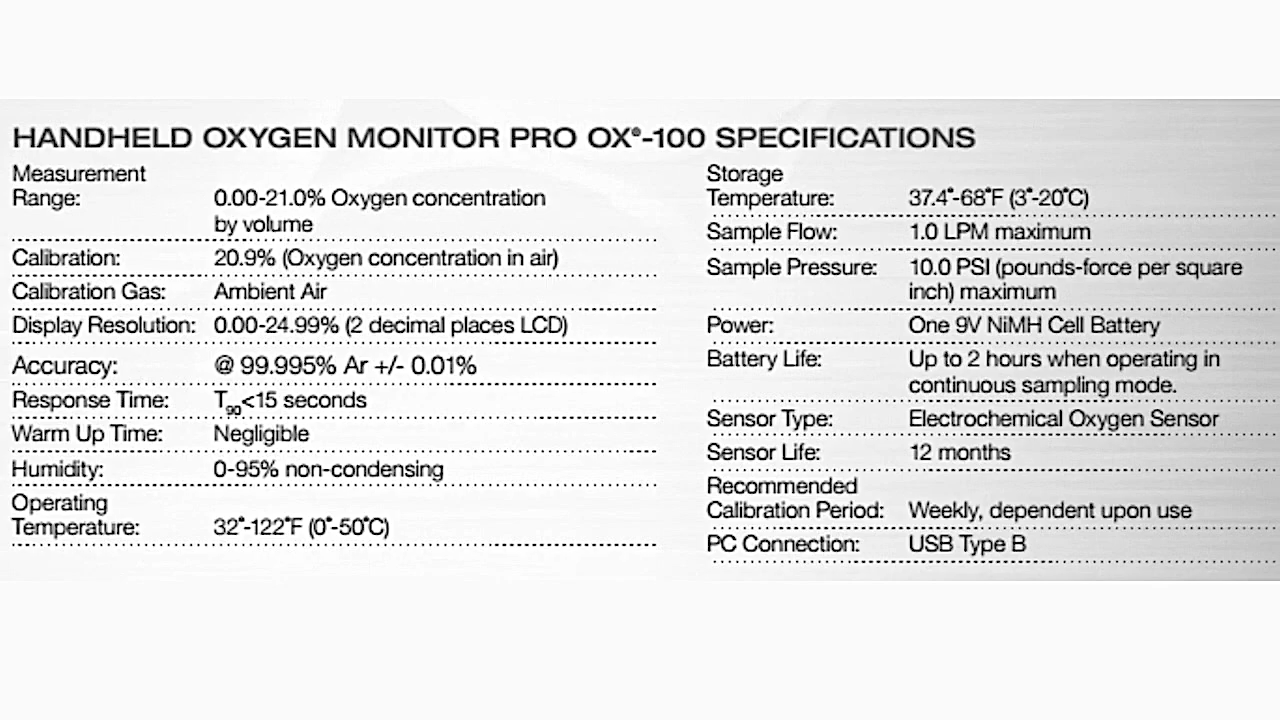 HANDHELD OXYGEN MONITOR PRO OX®-100 SPECIFICATIONS
Measurement
Range: 0.00-21.0% Oxygen concentration
by volume
Calibration: 20.9% (Oxygen concentration in air)
Calibration Gas: Ambient Air
Display Resolution: 0.00-24.99% (2 decimal places LCD)
Accuracy: @ 99.995% Ar +/- 0.01%
Response Time: T90<15 seconds
Warm Up Time: Negligible
Humidity: 0-95% non-condensing
Operating
Temperature: 32°-122°F (0°-50°C)
Storage
Temperature: 37.4°-68°F (3°-20°C)
Sample Flow: 1.0 LPM maximum
Sample Pressure: 10.0 PSI (pounds-force per square
inch) maximum
Power: One 9V NiMH Cell Battery
Battery Life: Up to 2 hours when operating in
continuous sampling mode.
Sensor Type: Electrochemical Oxygen Sensor
Sensor Life: 12 months
Recommended
Calibration Period: Weekly, dependent upon use
PC Connection: USB Type B